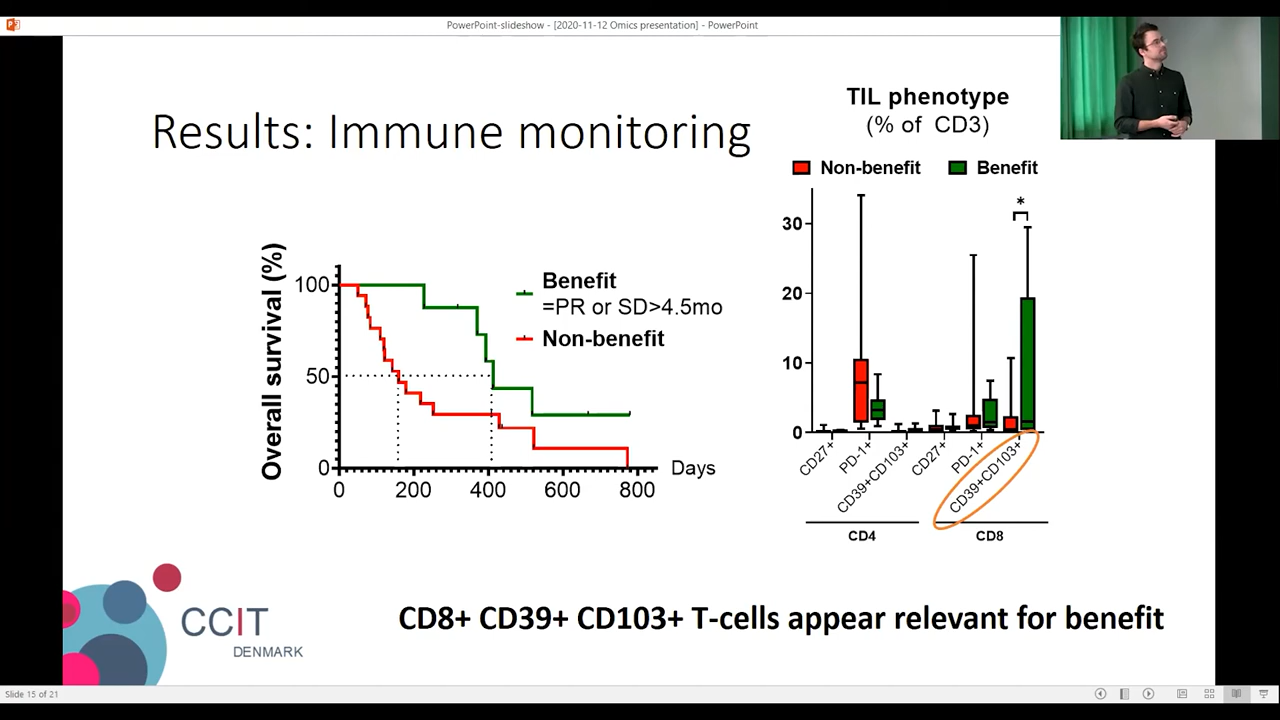 PowerPoint-slideshow - [2020-11-12 Omics presentation] - PowerPoint
Results: Immune monitoring
Overall survival (%)
100
50
0
0
200
400
600
800
Days
Benefit
=PR or SD>4.5mo
Non-benefit
TIL phenotype
(% of CD3)
Non-benefit
Benefit
30
20
10
0
*
CD27+
PD-1+
CD39+CD103+
CD27+
PD-1+
CD39+CD103+
CD4
CD8
CCIT
DENMARK
CD8+ CD39+ CD103+ T-cells appear relevant for benefit
Slide 15 of 21